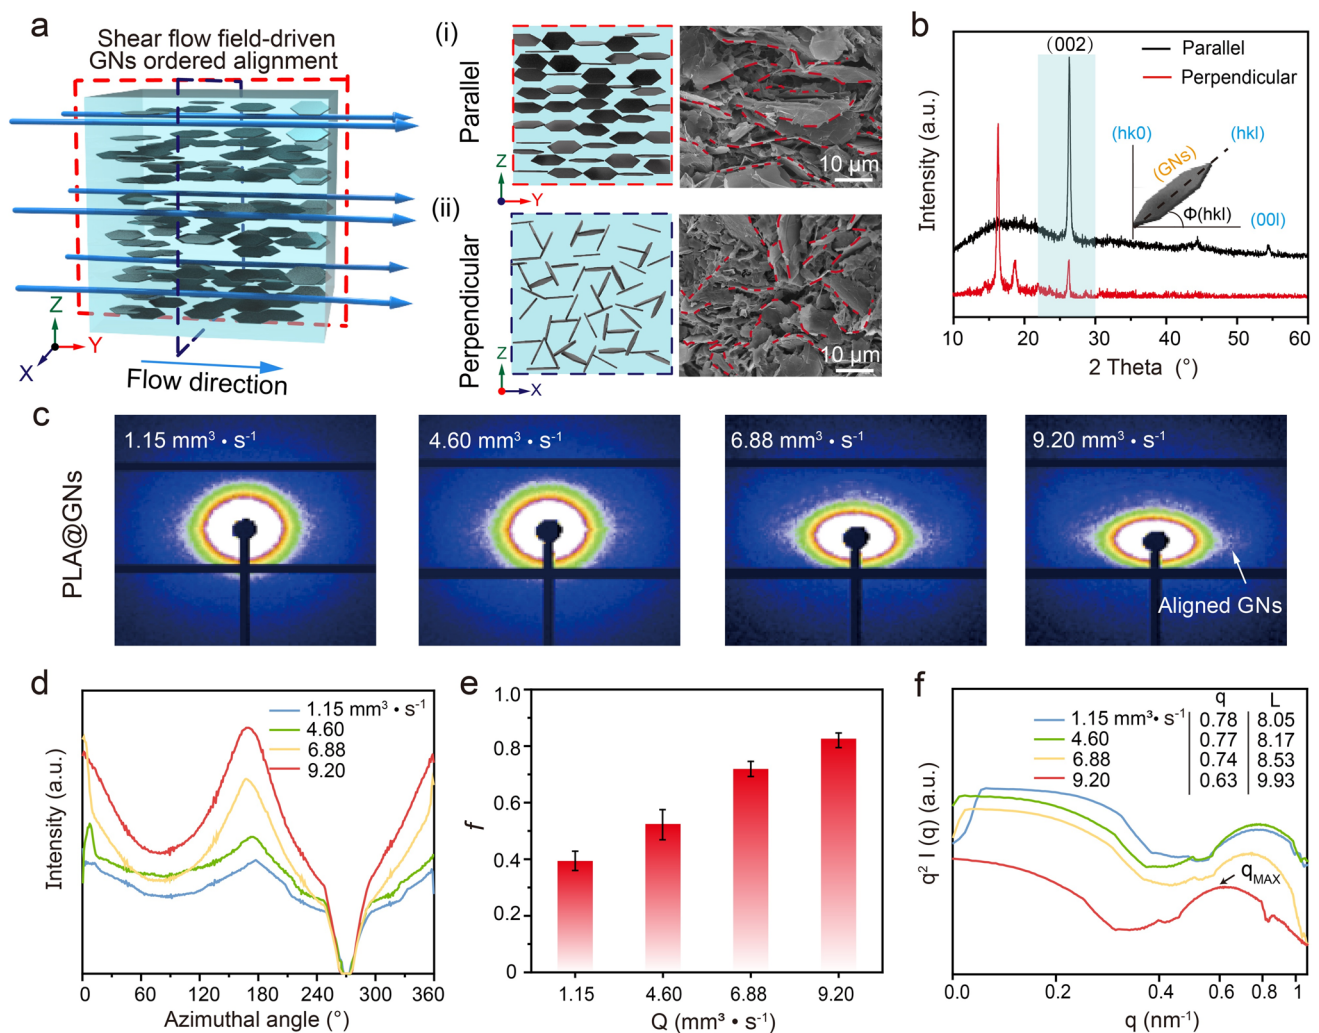 a
Shear flow field-driven
GNs ordered alignment
Z
Y
X
Flow direction
(i)
Parallel
Z
Y
10 μm
(ii)
Perpendicular
Z
X
10 μm
b
Intensity (a.u.)
(002)
Parallel
Perpendicular
(hk0)
(hkl)
(GNs)
Φ(hkl)
(00l)
10 20 30 40 50 60
2 Theta (°)
c
PLA@GNs
1.15 mm³・s⁻¹
4.60 mm³・s⁻¹
6.88 mm³・s⁻¹
9.20 mm³・s⁻¹
Aligned GNs
d
Intensity (a.u.)
1.15 mm³・s⁻¹
4.60
6.88
9.20
0 60 120 180 240 300 360
Azimuthal angle (°)
e
f
1.0
0.8
0.6
0.4
0.2
0
1.15 4.60 6.88 9.20
Q (mm³・s⁻¹)
f
q² I (q) (a.u.)
q L
1.15 mm³・s⁻¹ 0.78 8.05
4.60 0.77 8.17
6.88 0.74 8.53
9.20 0.63 9.93
qMAX
0.0 0.2 0.4 0.6 0.8 1
q (nm⁻¹)